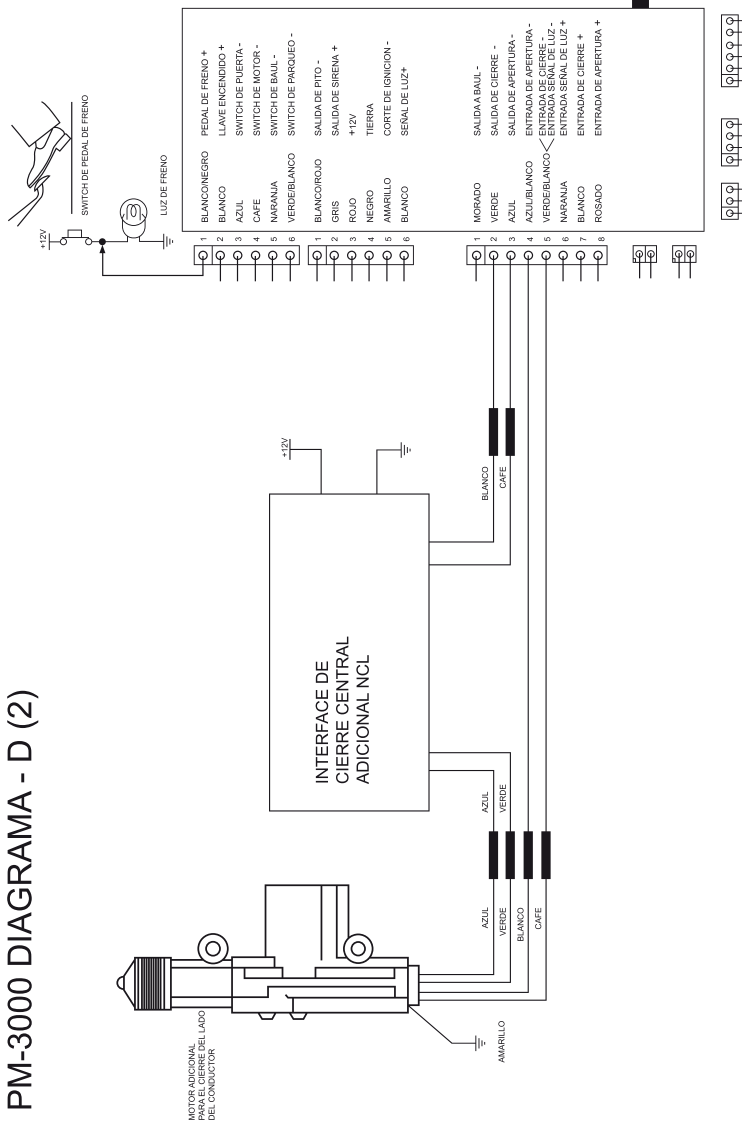 PM-3000 DIAGRAMA - D (2)
SWITCH DE PEDAL DE FRENO
+12V
LUZ DE FRENO
1 BLANCO/NEGRO PEDAL DE FRENO +
2 BLANCO LLAVE ENCENDIDO +
3 AZUL SWITCH DE PUERTA -
4 CAFE SWITCH DE MOTOR -
5 NARANJA SWITCH DE BAUL -
6 VERDE/BLANCO SWITCH DE PARQUEO -
1 BLANCO/ROJO SALIDA DE PITO -
2 GRIS SALIDA DE SIRENA +
3 ROJO +12V
4 NEGRO TIERRA
5 AMARILLO CORTE DE IGNICION -
6 BLANCO SEÑAL DE LUZ+
1 MORADO SALIDA A BAUL -
2 VERDE SALIDA DE CIERRE -
3 AZUL SALIDA DE APERTURA -
4 AZUL/BLANCO ENTRADA DE APERTURA -
5 VERDE/BLANCO ENTRADA DE CIERRE -
ENTRADA SEÑAL DE LUZ -
6 NARANJA ENTRADA SEÑAL DE LUZ +
7 BLANCO ENTRADA DE CIERRE +
8 ROSADO ENTRADA DE APERTURA +
+12V
BLANCO
CAFE
INTERFACE DE
CIERRE CENTRAL
ADICIONAL NCL
AZUL
VERDE
AZUL
VERDE
BLANCO
CAFE
MOTOR ADICIONAL
PARA EL CIERRE DEL LADO
DEL CONDUCTOR
AMARILLO